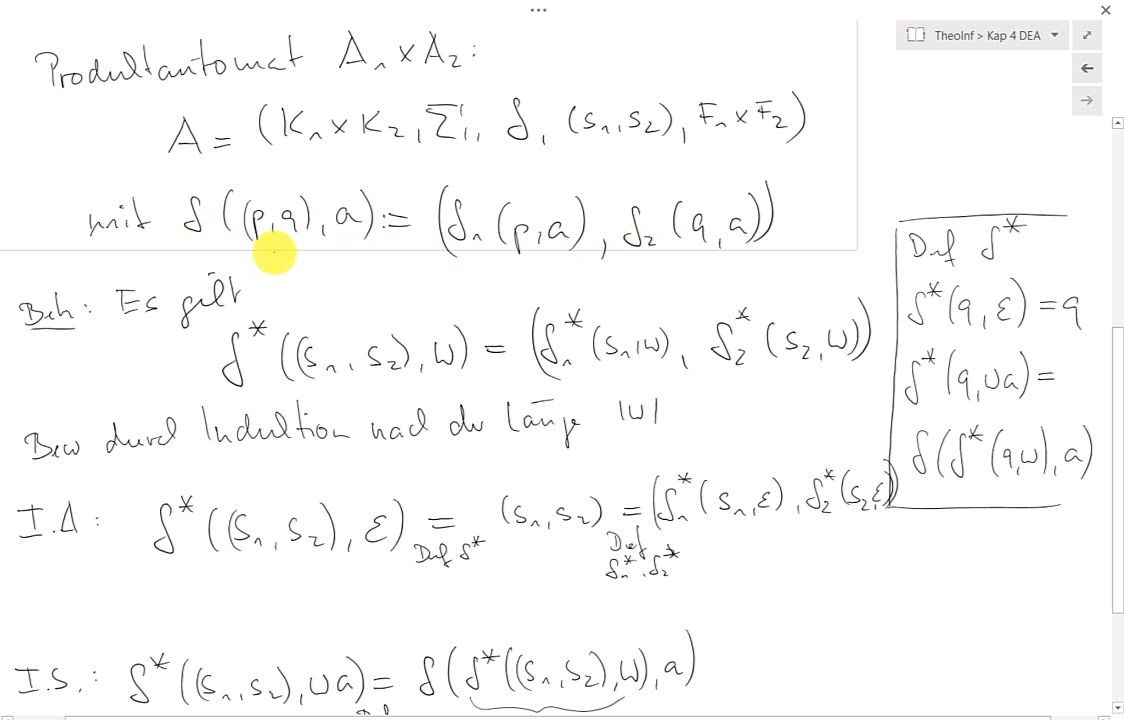 TheoInf > Kap 4 DEA
Produktautomat A₁ × A₂:
A = (K₁ × K₂, Σ, δ, (s₁, s₂), F₁ × F₂)
mit δ((p,q),a) := (δ₁(p,a), δ₂(q,a))
Beh: Es gilt
δ*((s₁, s₂), w) = (δ₁*(s₁,w), δ₂*(s₂,w))
Bew durch Induktion nach der Länge |w|
I.A: δ*((s₁, s₂), ε) = (s₁,s₂) = (δ₁*(s₁,ε), δ₂*(s₂,ε))
Def δ* Def
δ₁*, δ₂*
I.S.: δ*((s₁,s₂), wa) = δ(δ*((s₁,s₂),w),a)
Def δ*
δ*(q, ε) = q
δ*(q,wa) =
δ(δ*(q,w), a)